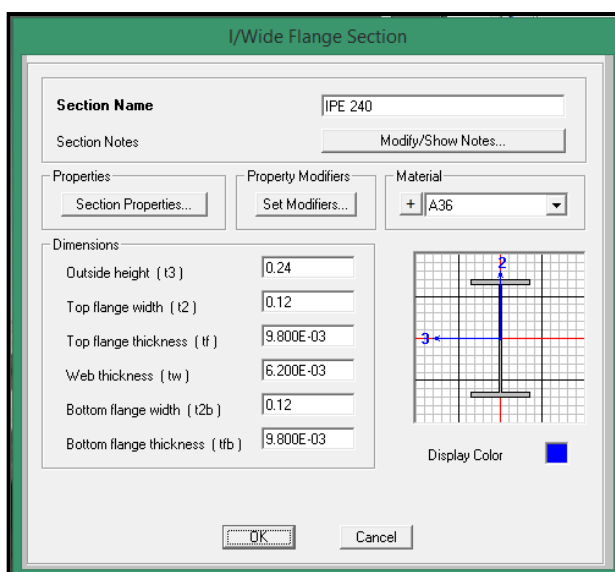 I/Wide Flange Section
Section Name IPE 240
Section Notes Modify/Show Notes...
Properties Property Modifiers Material
Section Properties... Set Modifiers... + A36
Dimensions
Outside height ( t3 ) 0.24
Top flange width ( t2 ) 0.12
Top flange thickness ( tf ) 9.800E-03
Web thickness ( tw ) 6.200E-03
Bottom flange width ( t2b ) 0.12
Bottom flange thickness ( tfb ) 9.800E-03
2
3
Display Color
OK Cancel